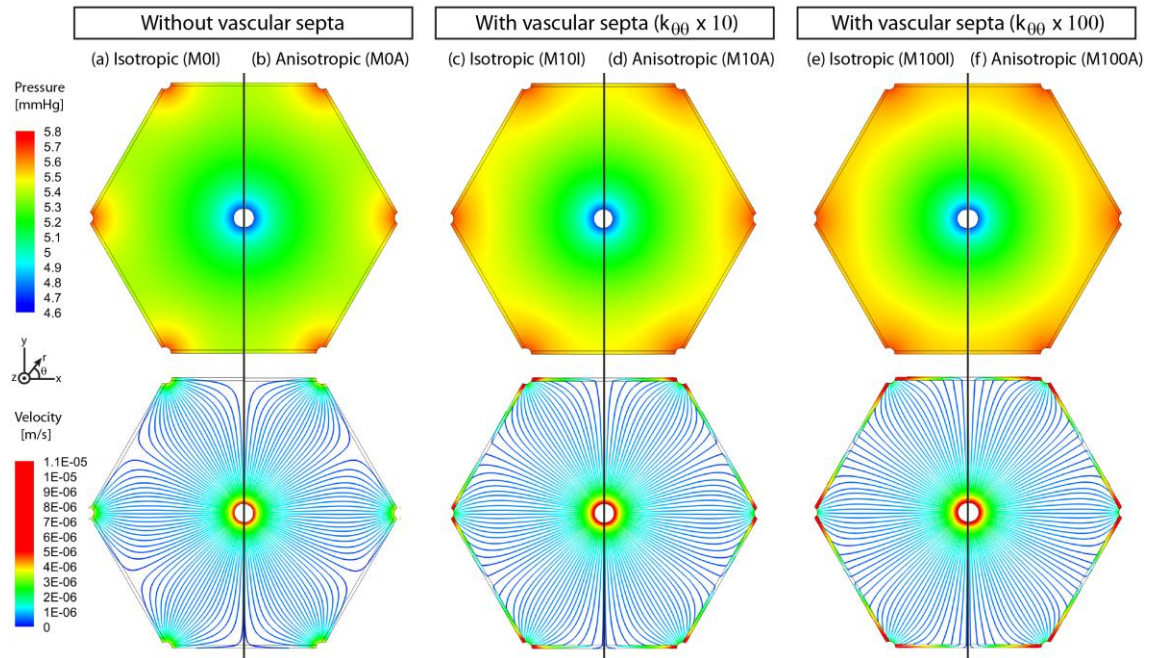 Without vascular septa
With vascular septa (kθθ x 10)
With vascular septa (kθθ x 100)
(a) Isotropic (M0I) (b) Anisotropic (M0A)
(c) Isotropic (M10I) (d) Anisotropic (M10A)
(e) Isotropic (M100I) (f) Anisotropic (M100A)
Pressure
[mmHg]
5.8
5.7
5.6
5.5
5.4
5.3
5.2
5.1
5
4.9
4.8
4.7
4.6
y
r
θ
z
x
Velocity
[m/s]
1.1E-05
1E-05
9E-06
8E-06
7E-06
6E-06
5E-06
4E-06
3E-06
2E-06
1E-06
0